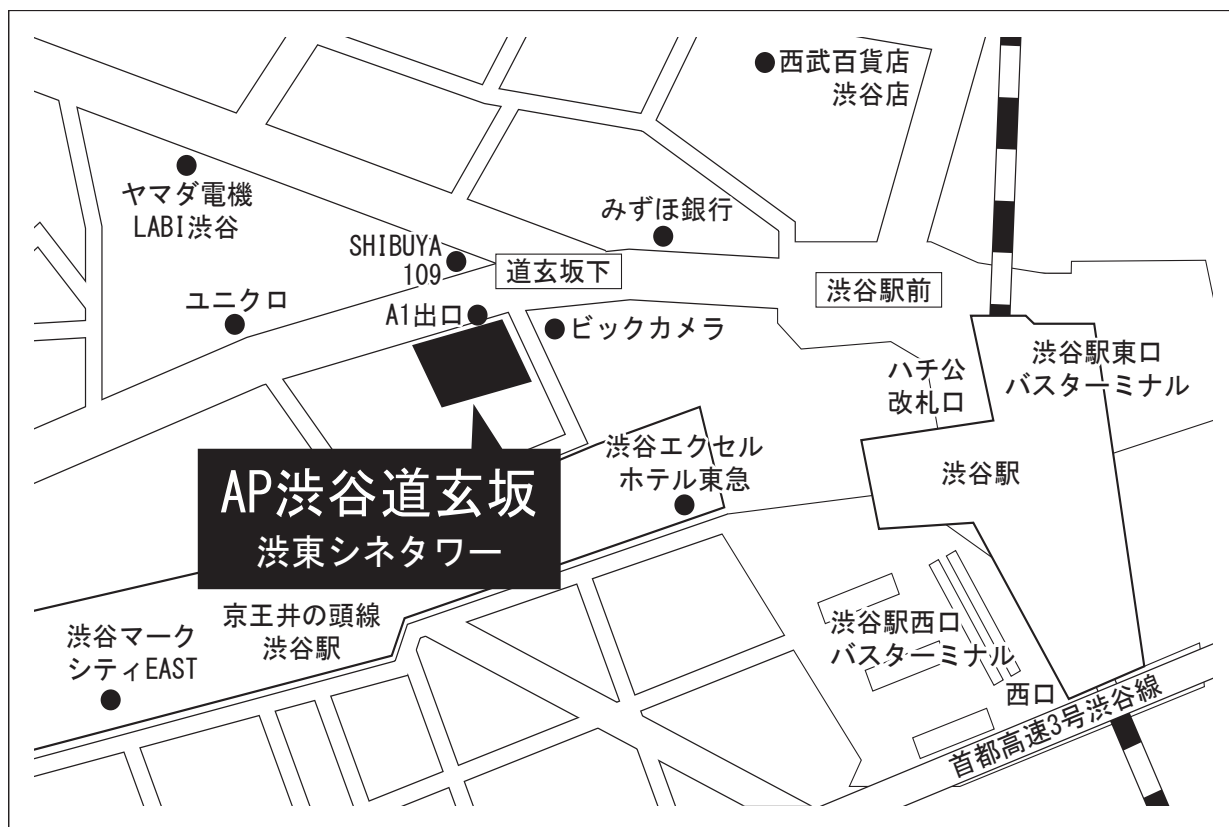 西武百貨店
渋谷店
ヤマダ電機
LABI渋谷
みずほ銀行
SHIBUYA
109
道玄坂下
渋谷駅前
ユニクロ
A1出口
ビックカメラ
ハチ公
改札口
渋谷駅東口
バスターミナル
渋谷エクセル
ホテル東急
渋谷駅
AP渋谷道玄坂
渋東シネタワー
京王井の頭線
渋谷駅
渋谷マーク
シティEAST
渋谷駅西口
バスターミナル
西口
首都高速3号渋谷線